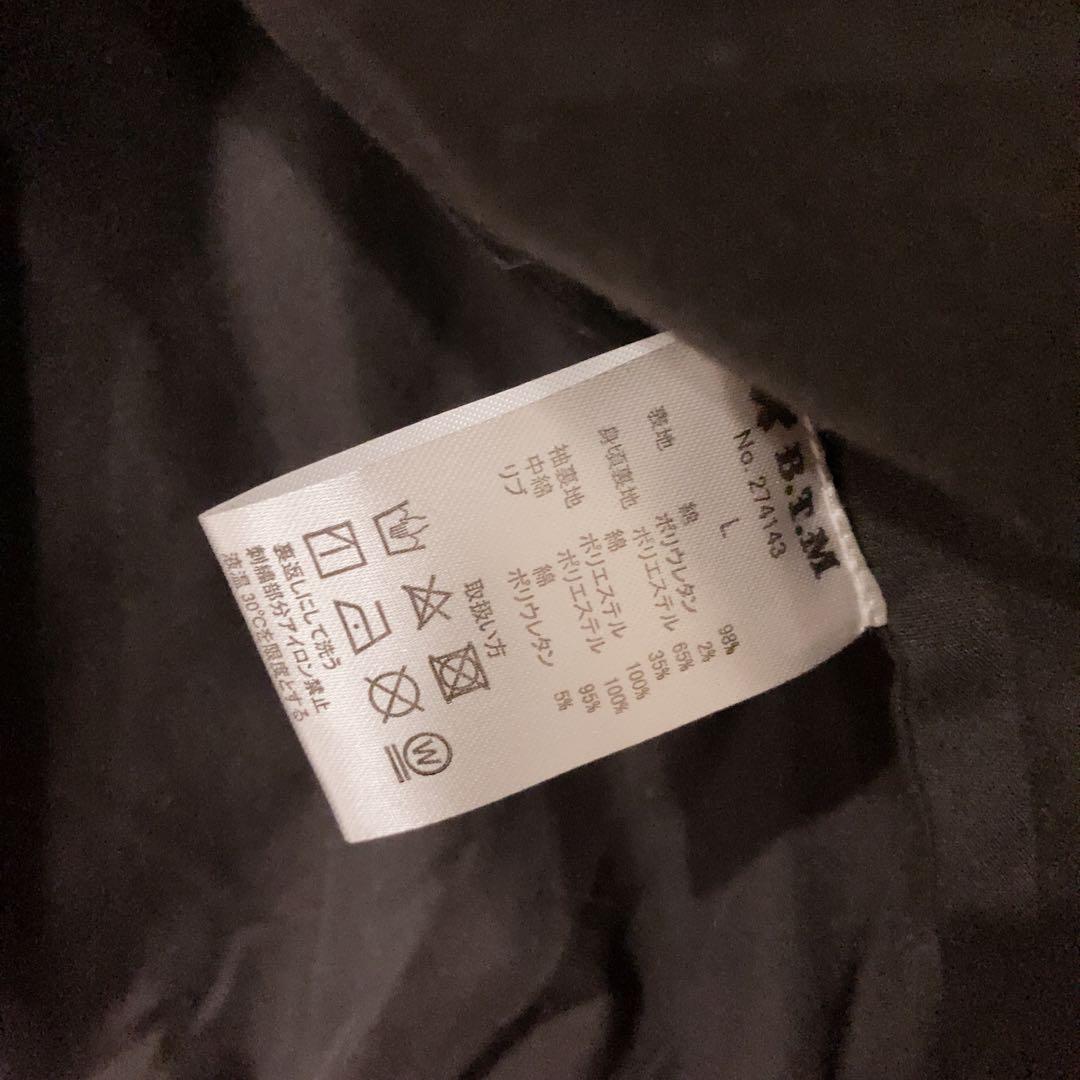 B.T.M
No.274143
L
表地 綿 98%
ポリウレタン 2%
身頃裏地 ポリエステル 65%
綿 35%
袖裏地 ポリエステル 100%
中綿 ポリエステル 100%
リブ 綿 95%
ポリウレタン 5%
取扱い方
W
裏返しにして洗う
刺繍部分アイロン禁止
液温30℃を限度とする